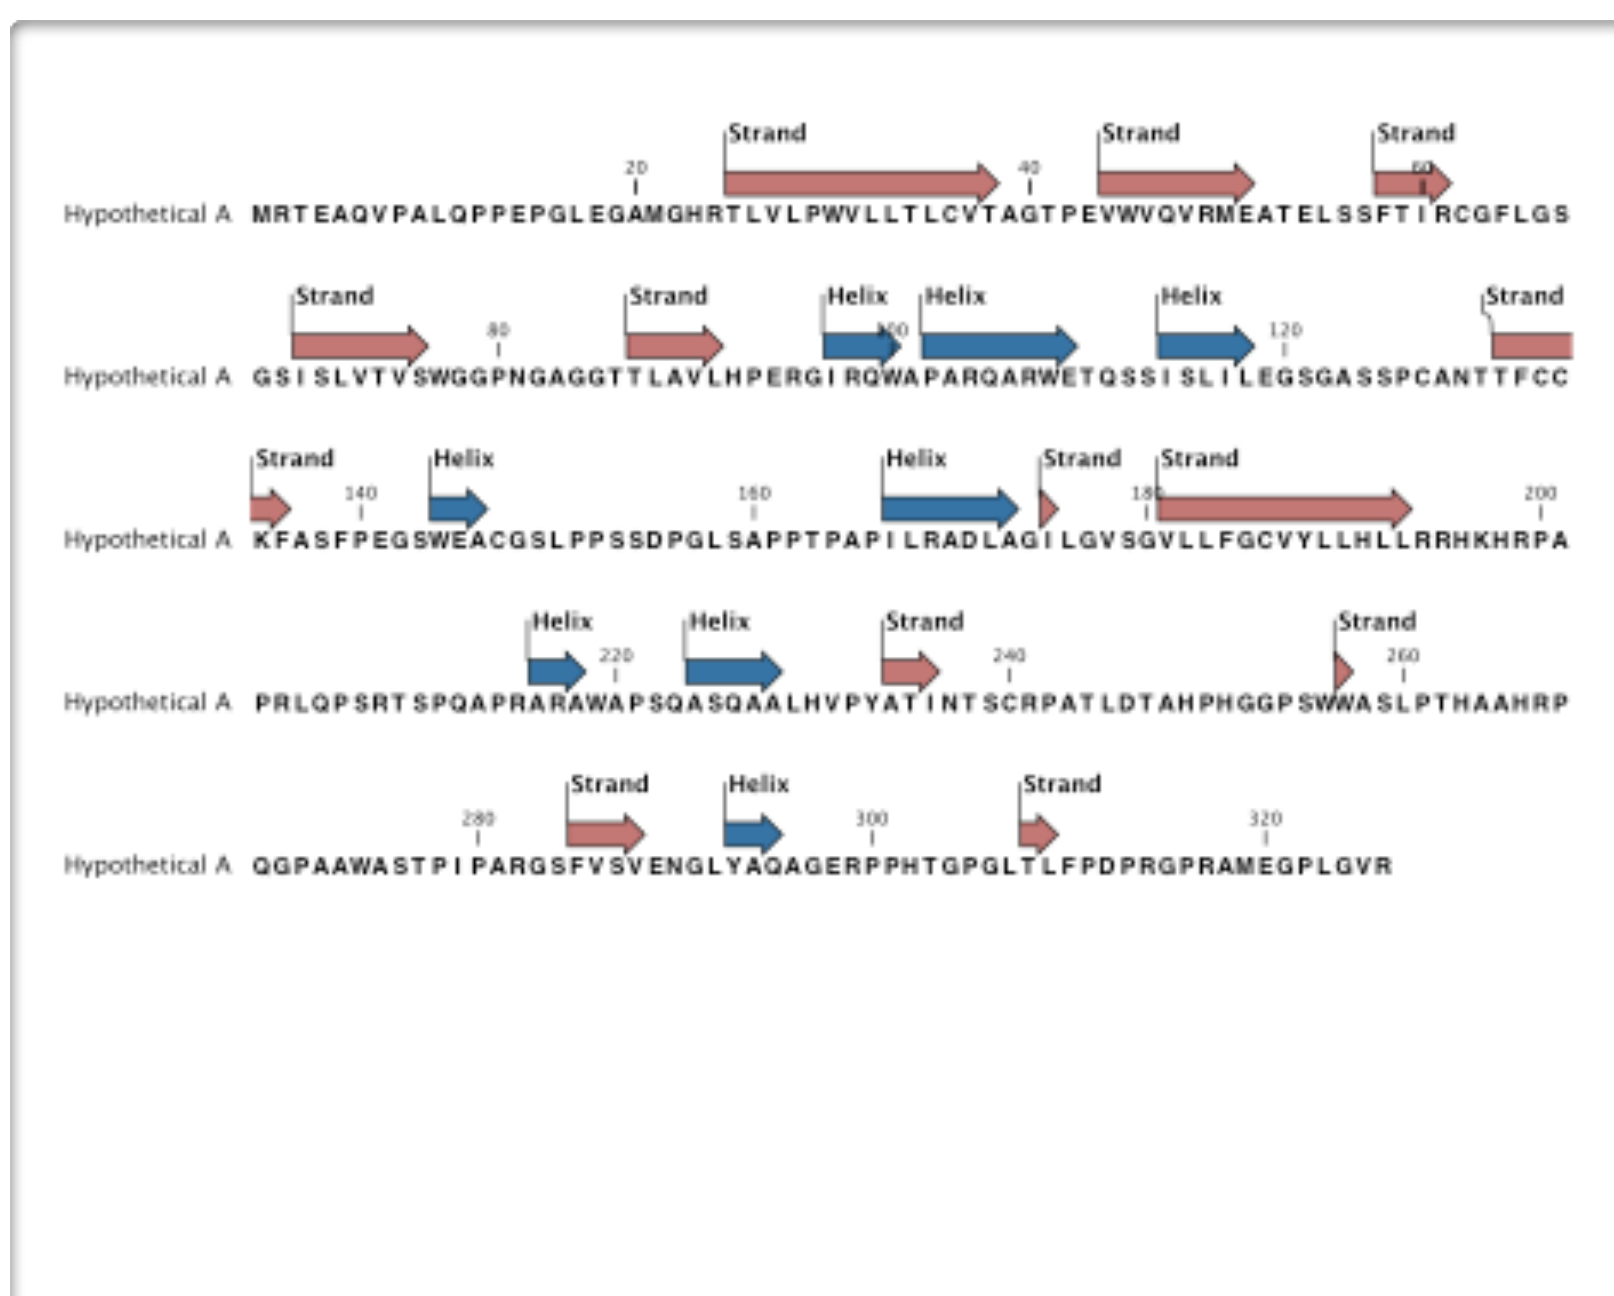 Strand Strand Strand
20 40 60
Hypothetical A MRTEAQVPALQPPEPGLEGAMGHRTLVLPWVLLTLCVTAGTPEVWVQVRMEATELSSFTIRCGFLGS
Strand Strand Helix Helix Helix Strand
80 100 120
Hypothetical A GSISLVTVSWGGPNGAGGTTLAVLHPERGIRQWAPARQARWETQSSISLILEGSGASSPCANTTFCC
Strand Helix Helix Strand Strand
140 160 180 200
Hypothetical A KFASFPEGSWEACGSLPPSSDPGLSAPPTPAPILRADLAGILGVSGVLLFGCVYLLHLLRRHKHRPA
Helix Helix Strand Strand
220 240 260
Hypothetical A PRLQPSRTSPQAPRARAWAPSQASQAALHVPYATINTSCRPATLDTAHPHGGPSWWASLPTHAAHRP
Strand Helix Strand
280 300 320
Hypothetical A QGPAAWASTPIPARGSFVSVENGLYAQAGERPPHTGPGLTLFPDPRGPRAMEGPLGVR